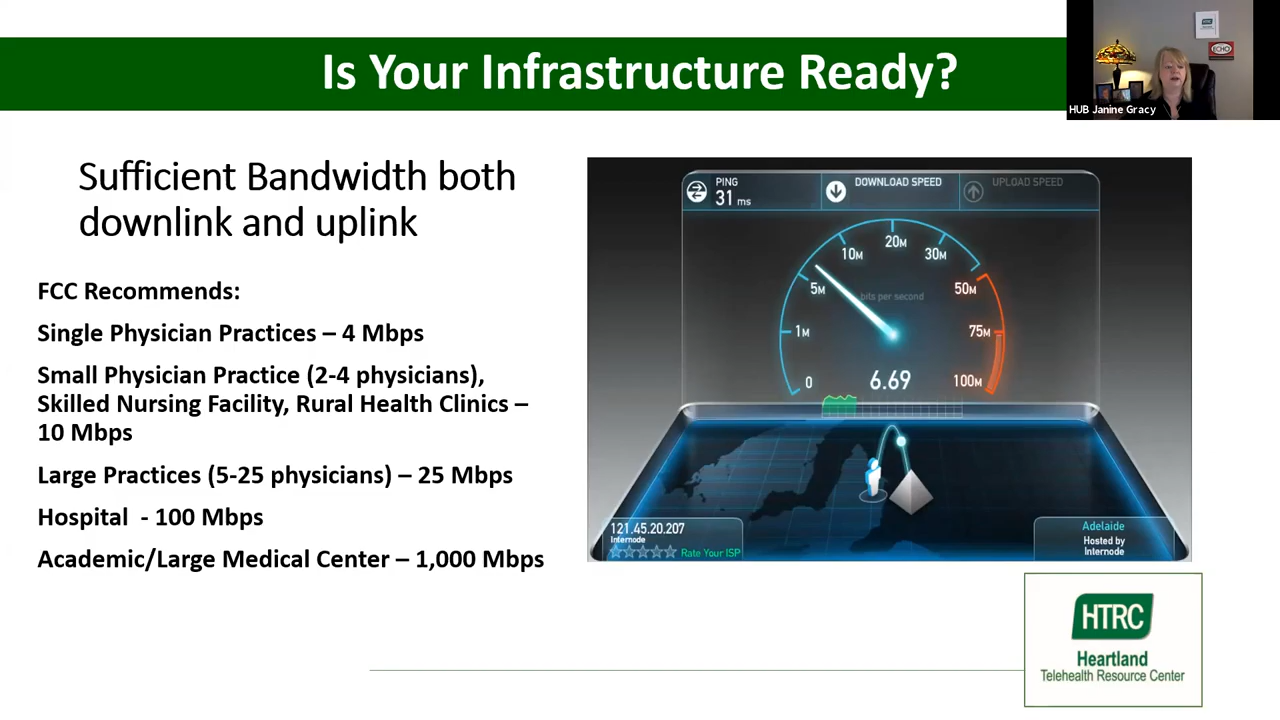 Is Your Infrastructure Ready?
HUB Janine Gracy
ECHO
Sufficient Bandwidth both
downlink and uplink
FCC Recommends:
Single Physician Practices – 4 Mbps
Small Physician Practice (2-4 physicians),
Skilled Nursing Facility, Rural Health Clinics –
10 Mbps
Large Practices (5-25 physicians) – 25 Mbps
Hospital  - 100 Mbps
Academic/Large Medical Center – 1,000 Mbps
PING
31 ms
DOWNLOAD SPEED
UPLOAD SPEED
0
1M
5M
10M
20M
30M
50M
75M
100M
bits per second
6.69
121.45.20.207
Internode
Rate Your ISP
Adelaide
Hosted by
Internode
HTRC
Heartland
Telehealth Resource Center